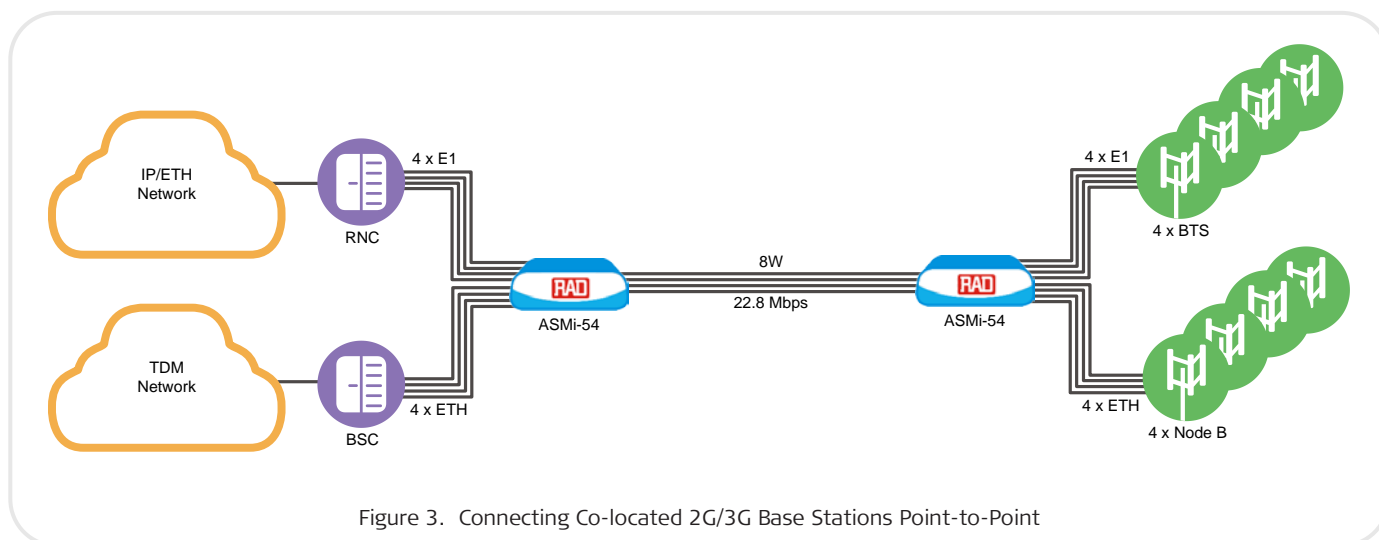 IP/ETH
Network
RNC
4 x E1
TDM
Network
BSC
4 x ETH
RAD
ASMi-54
8W
22.8 Mbps
RAD
ASMi-54
4 x E1
4 x BTS
4 x ETH
4 x Node B
Figure 3. Connecting Co-located 2G/3G Base Stations Point-to-Point